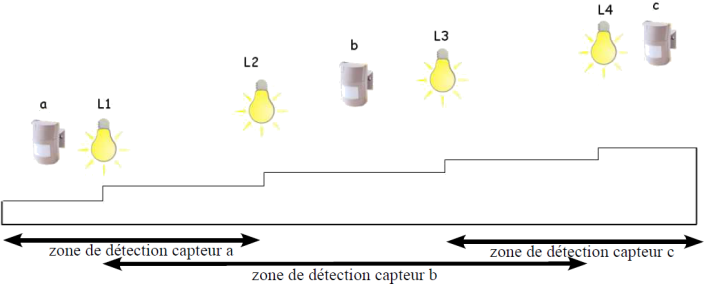 L4 c
L3
b
L2
a L1
zone de détection capteur a
zone de détection capteur c
zone de détection capteur b